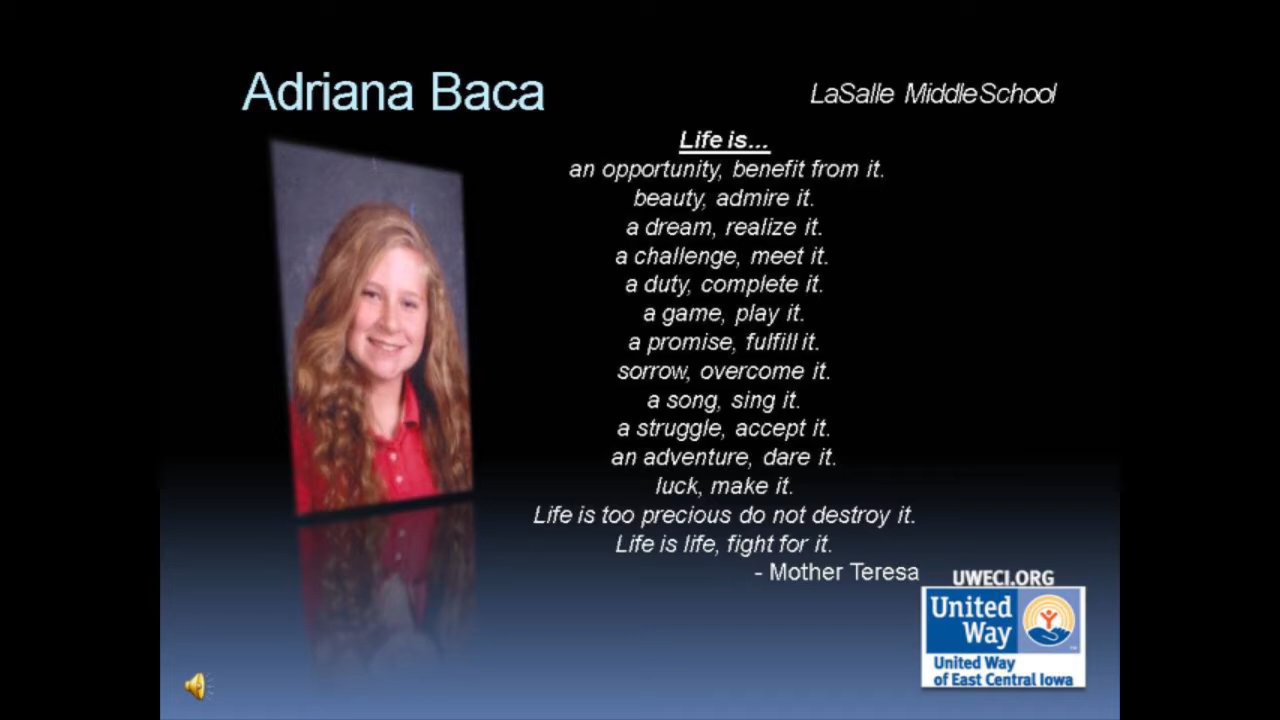 Adriana Baca
LaSalle MiddleSchool
Life is...
an opportunity, benefit from it.
beauty, admire it.
a dream, realize it.
a challenge, meet it.
a duty, complete it.
a game, play it.
a promise, fulfill it.
sorrow, overcome it.
a song, sing it.
a struggle, accept it.
an adventure, dare it.
luck, make it.
Life is too precious do not destroy it.
Life is life, fight for it.
- Mother Teresa
UWECI.ORG
United
Way
United Way
of East Central Iowa